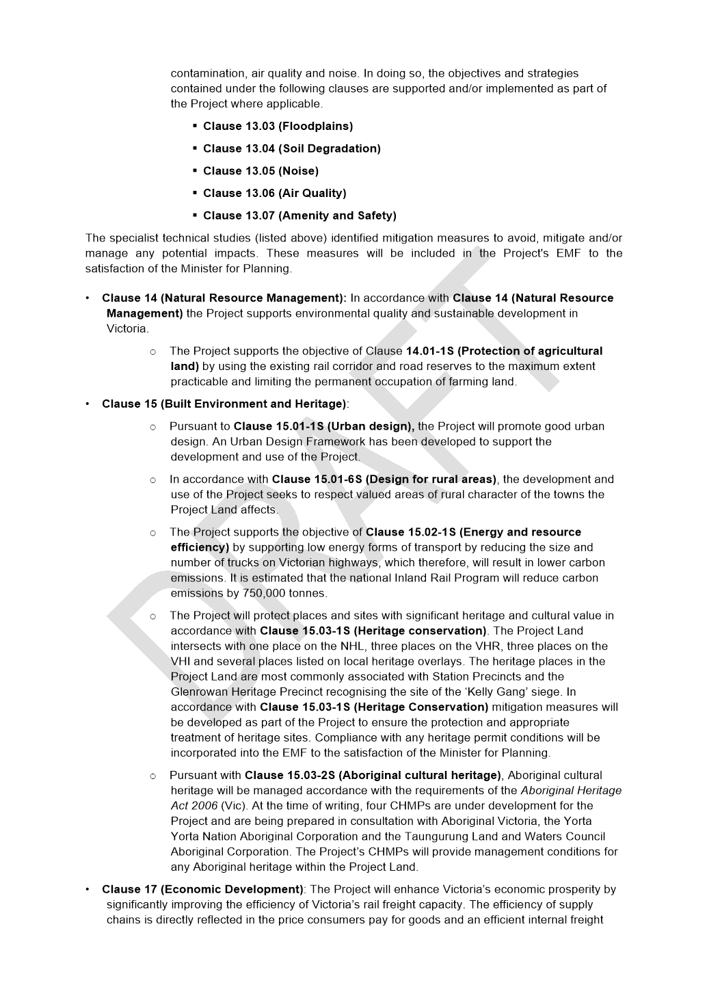 contamination, air quality and noise. In doing so, the objectives and strategies
contained under the following clauses are supported and/or implemented as part of
the Project where applicable.
▪ Clause 13.03 (Floodplains)
▪ Clause 13.04 (Soil Degradation)
▪ Clause 13.05 (Noise)
▪ Clause 13.06 (Air Quality)
▪ Clause 13.07 (Amenity and Safety)
The specialist technical studies (listed above) identified mitigation measures to avoid, mitigate and/or
manage any potential impacts. These measures will be included in the Project's EMF to the
satisfaction of the Minister for Planning.
• Clause 14 (Natural Resource Management): In accordance with Clause 14 (Natural Resource
Management) the Project supports environmental quality and sustainable development in
Victoria.
o The Project supports the objective of Clause 14.01-1S (Protection of agricultural
land) by using the existing rail corridor and road reserves to the maximum extent
practicable and limiting the permanent occupation of farming land.
• Clause 15 (Built Environment and Heritage):
o Pursuant to Clause 15.01-1S (Urban design), the Project will promote good urban
design. An Urban Design Framework has been developed to support the
development and use of the Project.
o In accordance with Clause 15.01-6S (Design for rural areas), the development and
use of the Project seeks to respect valued areas of rural character of the towns the
Project Land affects.
o The Project supports the objective of Clause 15.02-1S (Energy and resource
efficiency) by supporting low energy forms of transport by reducing the size and
number of trucks on Victorian highways, which therefore, will result in lower carbon
emissions. It is estimated that the national Inland Rail Program will reduce carbon
emissions by 750,000 tonnes.
o The Project will protect places and sites with significant heritage and cultural value in
accordance with Clause 15.03-1S (Heritage conservation). The Project Land
intersects with one place on the NHL, three places on the VHR, three places on the
VHI and several places listed on local heritage overlays. The heritage places in the
Project Land are most commonly associated with Station Precincts and the
Glenrowan Heritage Precinct recognising the site of the ‘Kelly Gang’ siege. In
accordance with Clause 15.03-1S (Heritage Conservation) mitigation measures will
be developed as part of the Project to ensure the protection and appropriate
treatment of heritage sites. Compliance with any heritage permit conditions will be
incorporated into the EMF to the satisfaction of the Minister for Planning.
o Pursuant with Clause 15.03-2S (Aboriginal cultural heritage), Aboriginal cultural
heritage will be managed accordance with the requirements of the Aboriginal Heritage
Act 2006 (Vic). At the time of writing, four CHMPs are under development for the
Project and are being prepared in consultation with Aboriginal Victoria, the Yorta
Yorta Nation Aboriginal Corporation and the Taungurung Land and Waters Council
Aboriginal Corporation. The Project’s CHMPs will provide management conditions for
any Aboriginal heritage within the Project Land.
• Clause 17 (Economic Development): The Project will enhance Victoria’s economic prosperity by
significantly improving the efficiency of Victoria’s rail freight capacity. The efficiency of supply
chains is directly reflected in the price consumers pay for goods and an efficient internal freight
DRAFT